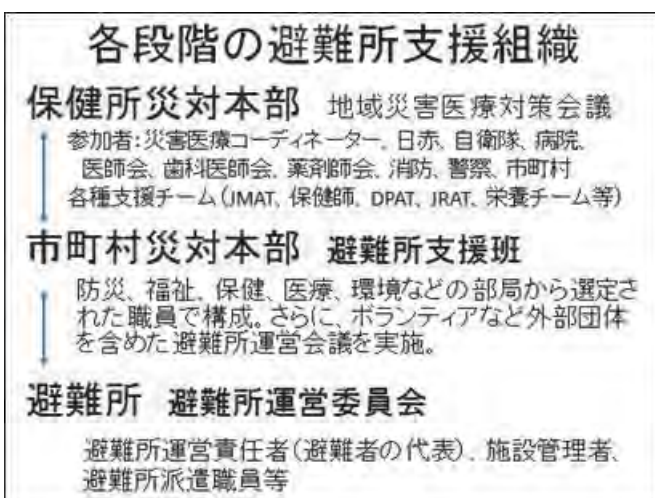 各段階の避難所支援組織
保健所災対本部 地域災害医療対策会議
参加者：災害医療コーディネーター、日赤、自衛隊、病院、
医師会、歯科医師会、薬剤師会、消防、警察、市町村
各種支援チーム（JMAT、保健師、DPAT、JRAT、栄養チーム等）
市町村災対本部 避難所支援班
防災、福祉、保健、医療、環境などの部局から選定さ
れた職員で構成。さらに、ボランティアなど外部団体
を含めた避難所運営会議を実施。
避難所 避難所運営委員会
避難所運営責任者（避難者の代表）、施設管理者、
避難所派遣職員等